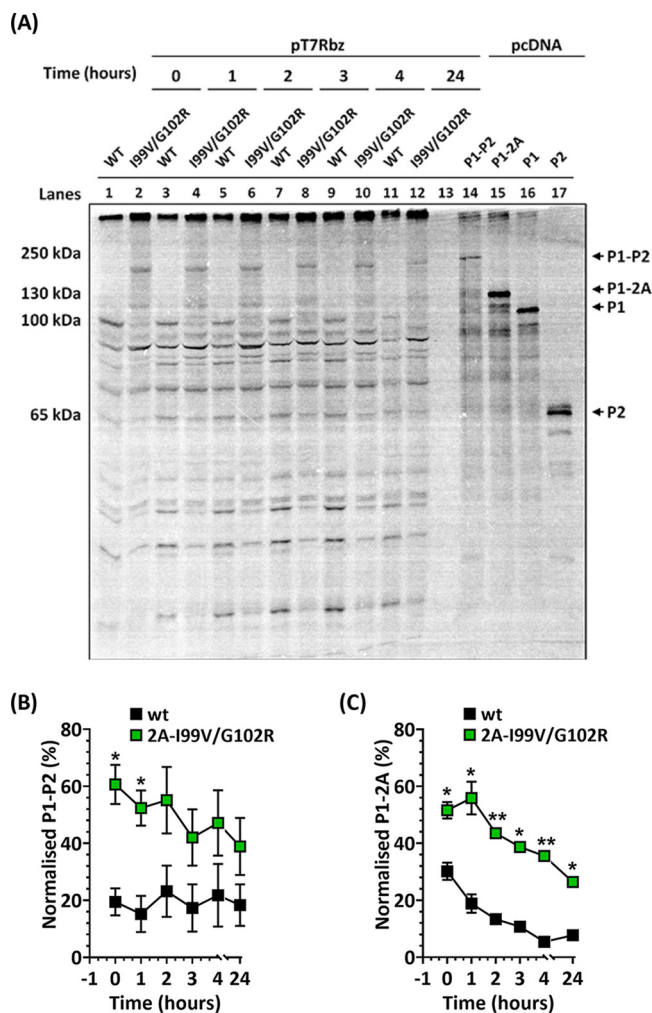 (A)
pT7Rbz pcDNA
Time (hours) 0 1 2 3 4 24
WT I99V/G102R WT I99V/G102R WT I99V/G102R WT I99V/G102R WT I99V/G102R WT I99V/G102R P1-P2 P1-2A P1 P2
Lanes 1 2 3 4 5 6 7 8 9 10 11 12 13 14 15 16 17
250 kDa P1-P2
130 kDa P1-2A
P1
100 kDa
65 kDa P2
(B) (C)
wt wt
2A-I99V/G102R 2A-I99V/G102R
Normalised P1-P2 (%) Normalised P1-2A (%)
80 80
* *
60 * 60 *
** * **
40 40 *
20 20
0 0
-1 0 1 2 3 4 24 -1 0 1 2 3 4 24
Time (hours) Time (hours)